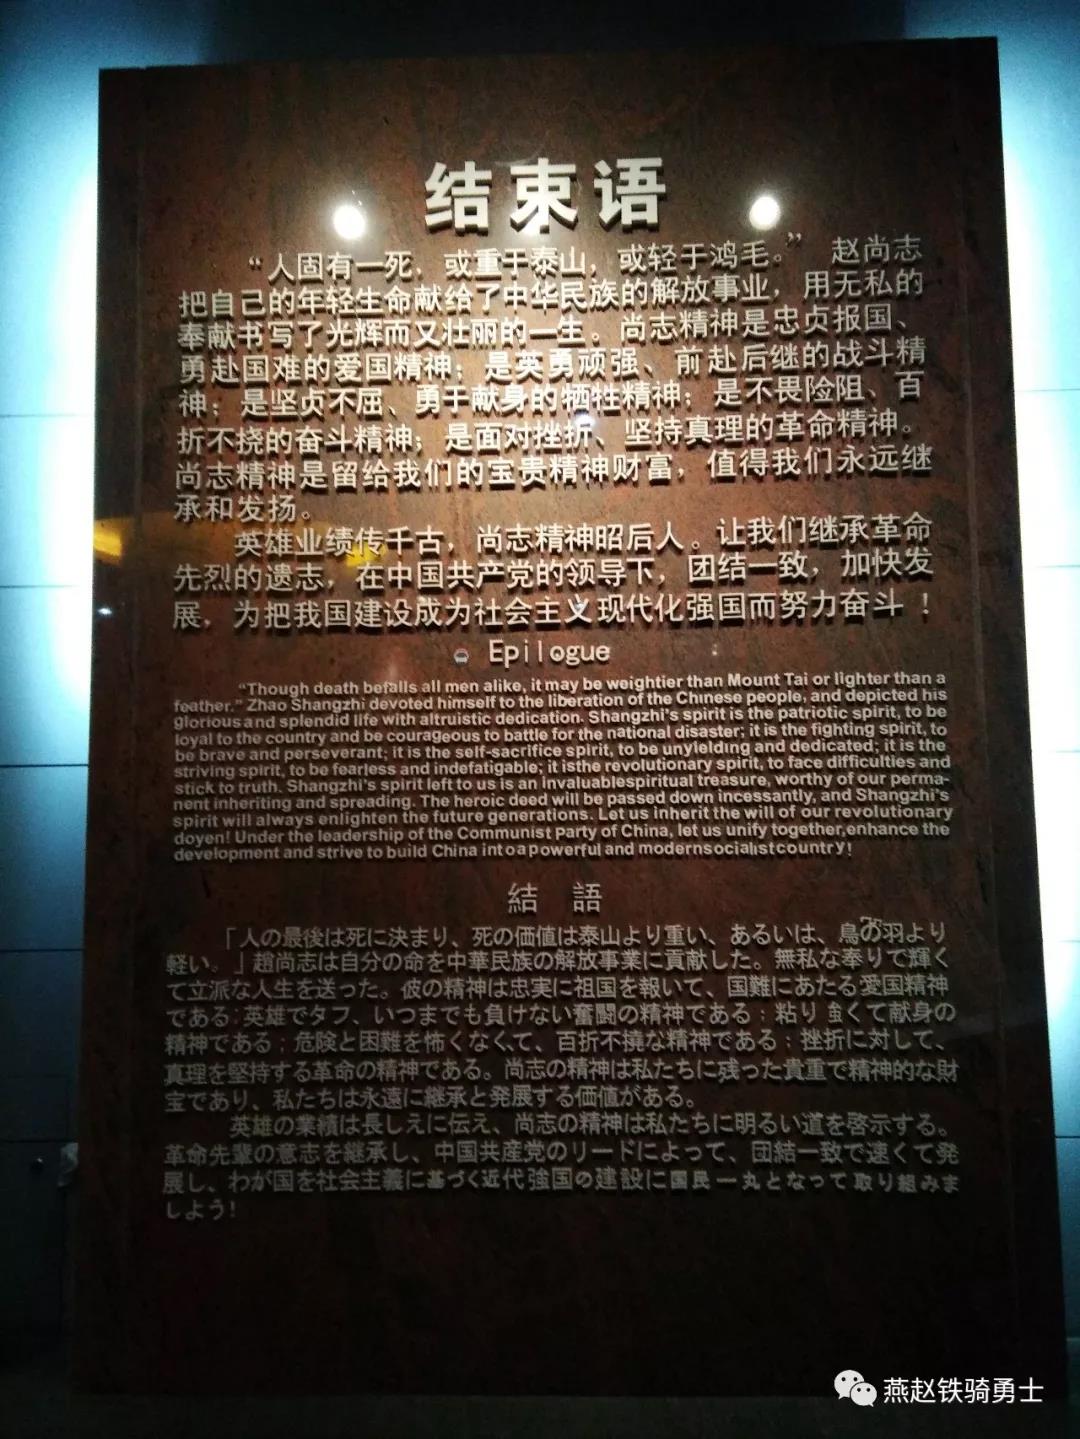 结束语
“人固有一死，或重于泰山，或轻于鸿毛。” 赵尚志
把自己的年轻生命献给了中华民族的解放事业，用无私的
奉献书写了光辉而又壮丽的一生。尚志精神是忠贞报国、
勇赴国难的爱国精神；是英勇顽强、前赴后继的战斗精
神；是坚贞不屈、勇于献身的牺牲精神；是不畏险阻、百
折不挠的奋斗精神；是面对挫折、坚持真理的革命精神。
尚志精神是留给我们的宝贵精神财富，值得我们永远继
承和发扬。
英雄业绩传千古，尚志精神昭后人。让我们继承革命
先烈的遗志，在中国共产党的领导下，团结一致，加快发
展，为把我国建设成为社会主义现代化强国而努力奋斗！
Epilogue
“Though death befalls all men alike, it may be weightier than Mount Tai or lighter than a
feather.” Zhao Shangzhi devoted himself to the liberation of the Chinese people, and depicted his
glorious and splendid life with altruistic dedication. Shangzhi's spirit is the patriotic spirit, to be
loyal to the country and be courageous to battle for the national disaster; it is the fighting spirit, to
be brave and perseverant; it is the self-sacrifice spirit, to be unyielding and dedicated; it is the
striving spirit, to be fearless and indefatigable; it isthe revolutionary spirit, to face difficulties and
stick to truth. Shangzhi's spirit left to us is an invaluablespiritual treasure, worthy of our perma-
nent inheriting and spreading. The heroic deed will be passed down incessantly, and Shangzhi's
spirit will always enlighten the future generations. Let us inherit the will of our revolutionary
doyen! Under the leadership of the Communist Party of China, let us unify together,enhance the
development and strive to build China intoapowerful and modernsocialistcountry!
結 語
「人の最後は死に決まり、死の価値は泰山より重い、あるいは、鳥の羽より
軽い。」趙尚志は自分の命を中華民族の解放事業に貢献した。無私な奉りで輝く
て立派な人生を送った。彼の精神は忠実に祖国を報いて、国難にあたる愛国精神
である；英雄でタフ、いつまでも負けない奮闘の精神である：粘り強くて献身の
精神である；危険と困難を怖くなくて、百折不撓な精神である：挫折に対して、
真理を堅持する革命の精神である。尚志の精神は私たちに残った貴重で精神的な財
宝であり、私たちは永遠に継承と発展する価値がある。
英雄の業績は長しえに伝え、尚志の精神は私たちに明るい道を啓示する。
革命先輩の意志を継承し、中国共産党のリードによって、団結一致で速くて発
展し、わが国を社会主義に基づく近代強国の建設に国民一丸となって取り組みま
しよう！
燕赵铁骑勇士